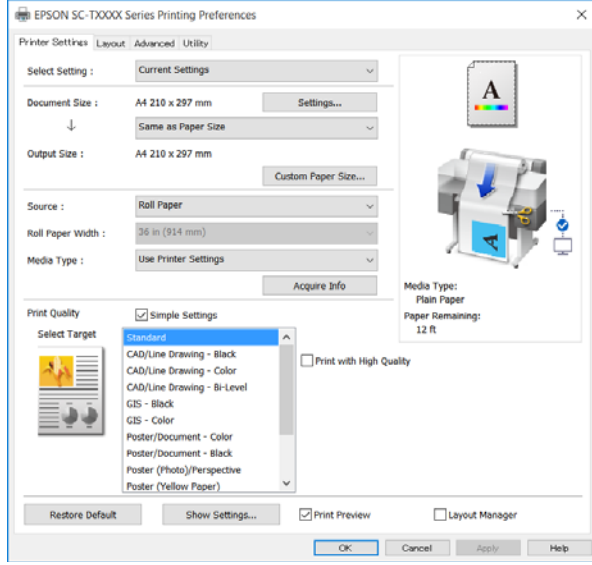 EPSON SC-TXXXX Series Printing Preferences
Printer Settings Layout Advanced Utility
Select Setting : Current Settings
Document Size : A4 210 x 297 mm Settings...
Same as Paper Size
Output Size : A4 210 x 297 mm
Custom Paper Size...
Source : Roll Paper
Roll Paper Width : 36 in (914 mm)
Media Type : Use Printer Settings
Acquire Info
A
A
Media Type:
Plain Paper
Paper Remaining:
12 ft
Print Quality Simple Settings
Select Target
Standard
CAD/Line Drawing - Black
CAD/Line Drawing - Color
CAD/Line Drawing - Bi-Level
GIS - Black
GIS - Color
Poster/Document - Color
Poster/Document - Black
Poster (Photo)/Perspective
Poster (Yellow Paper)
Print with High Quality
Restore Default Show Settings... Print Preview Layout Manager
OK Cancel Apply Help